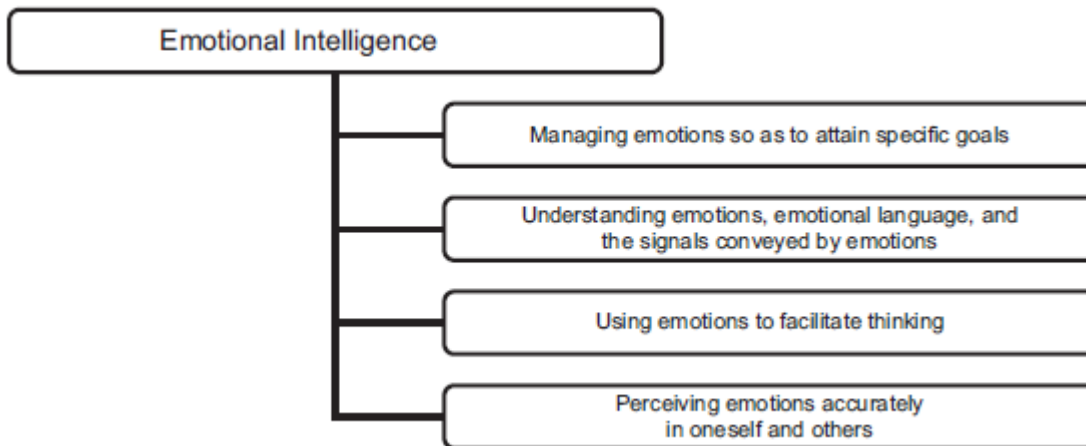 Emotional Intelligence
Managing emotions so as to attain specific goals
Understanding emotions, emotional language, and
the signals conveyed by emotions
Using emotions to facilitate thinking
Perceiving emotions accurately
in oneself and others